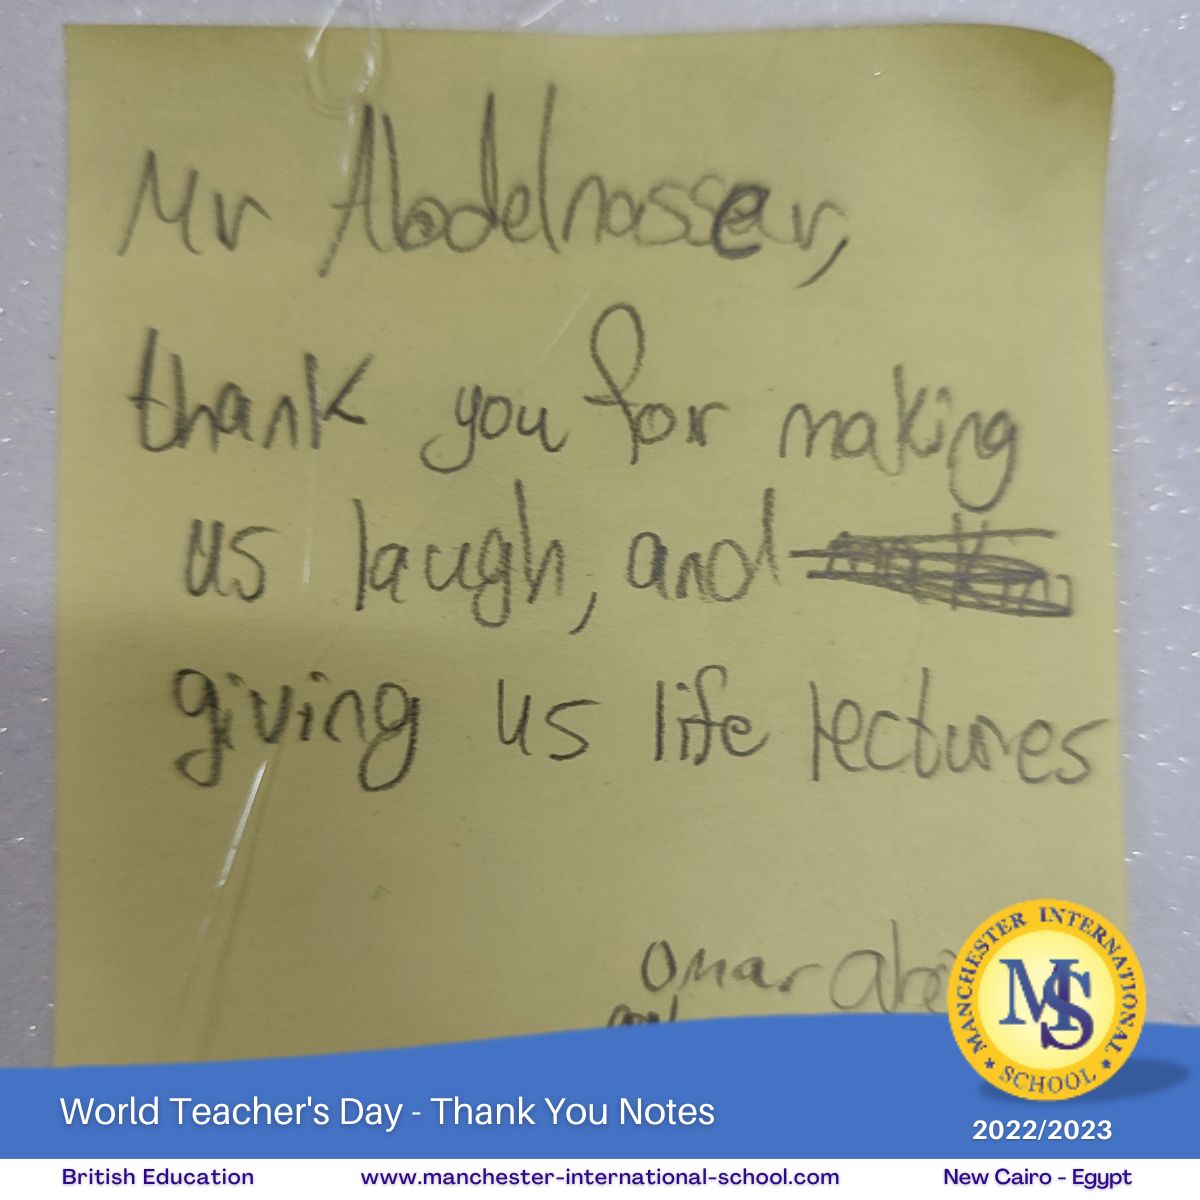 Mr Abdelnasser,
thank you for making
us laugh, and
giving us life lectures
omar
MANCHESTER INTERNATIONAL SCHOOL
MS
World Teacher's Day - Thank You Notes
2022/2023
British Education www.manchester-international-school.com New Cairo - Egypt